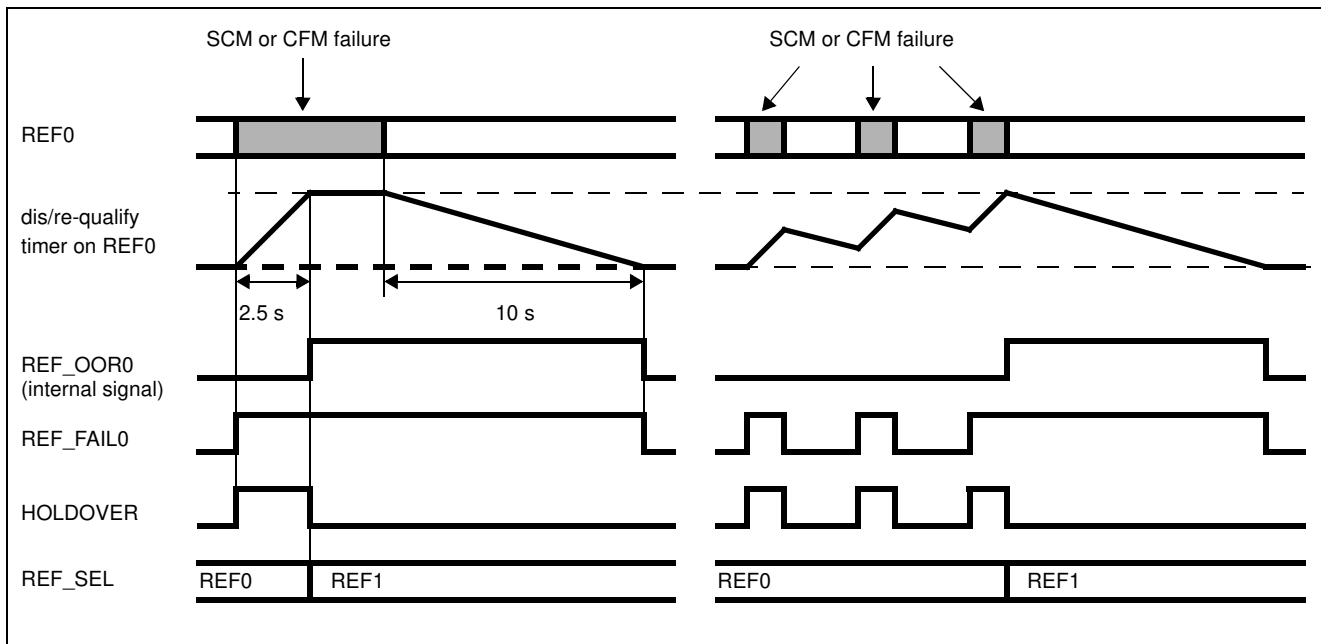 SCM or CFM failure
SCM or CFM failure
REF0
dis/re-qualify
timer on REF0
2.5 s
10 s
REF_OOR0
(internal signal)
REF_FAIL0
HOLDOVER
REF_SEL
REF0
REF1
REF0
REF1